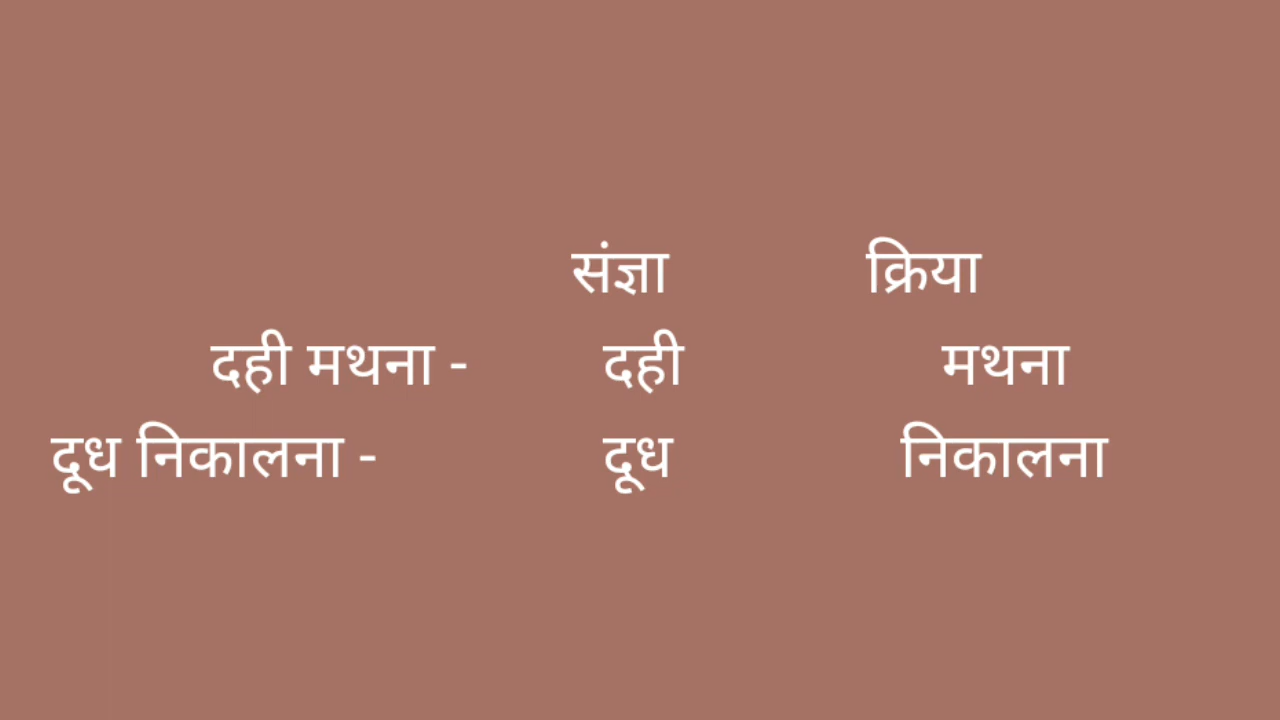 संज्ञा क्रिया
दही मथना - दही मथना
दूध निकालना - दूध निकालना